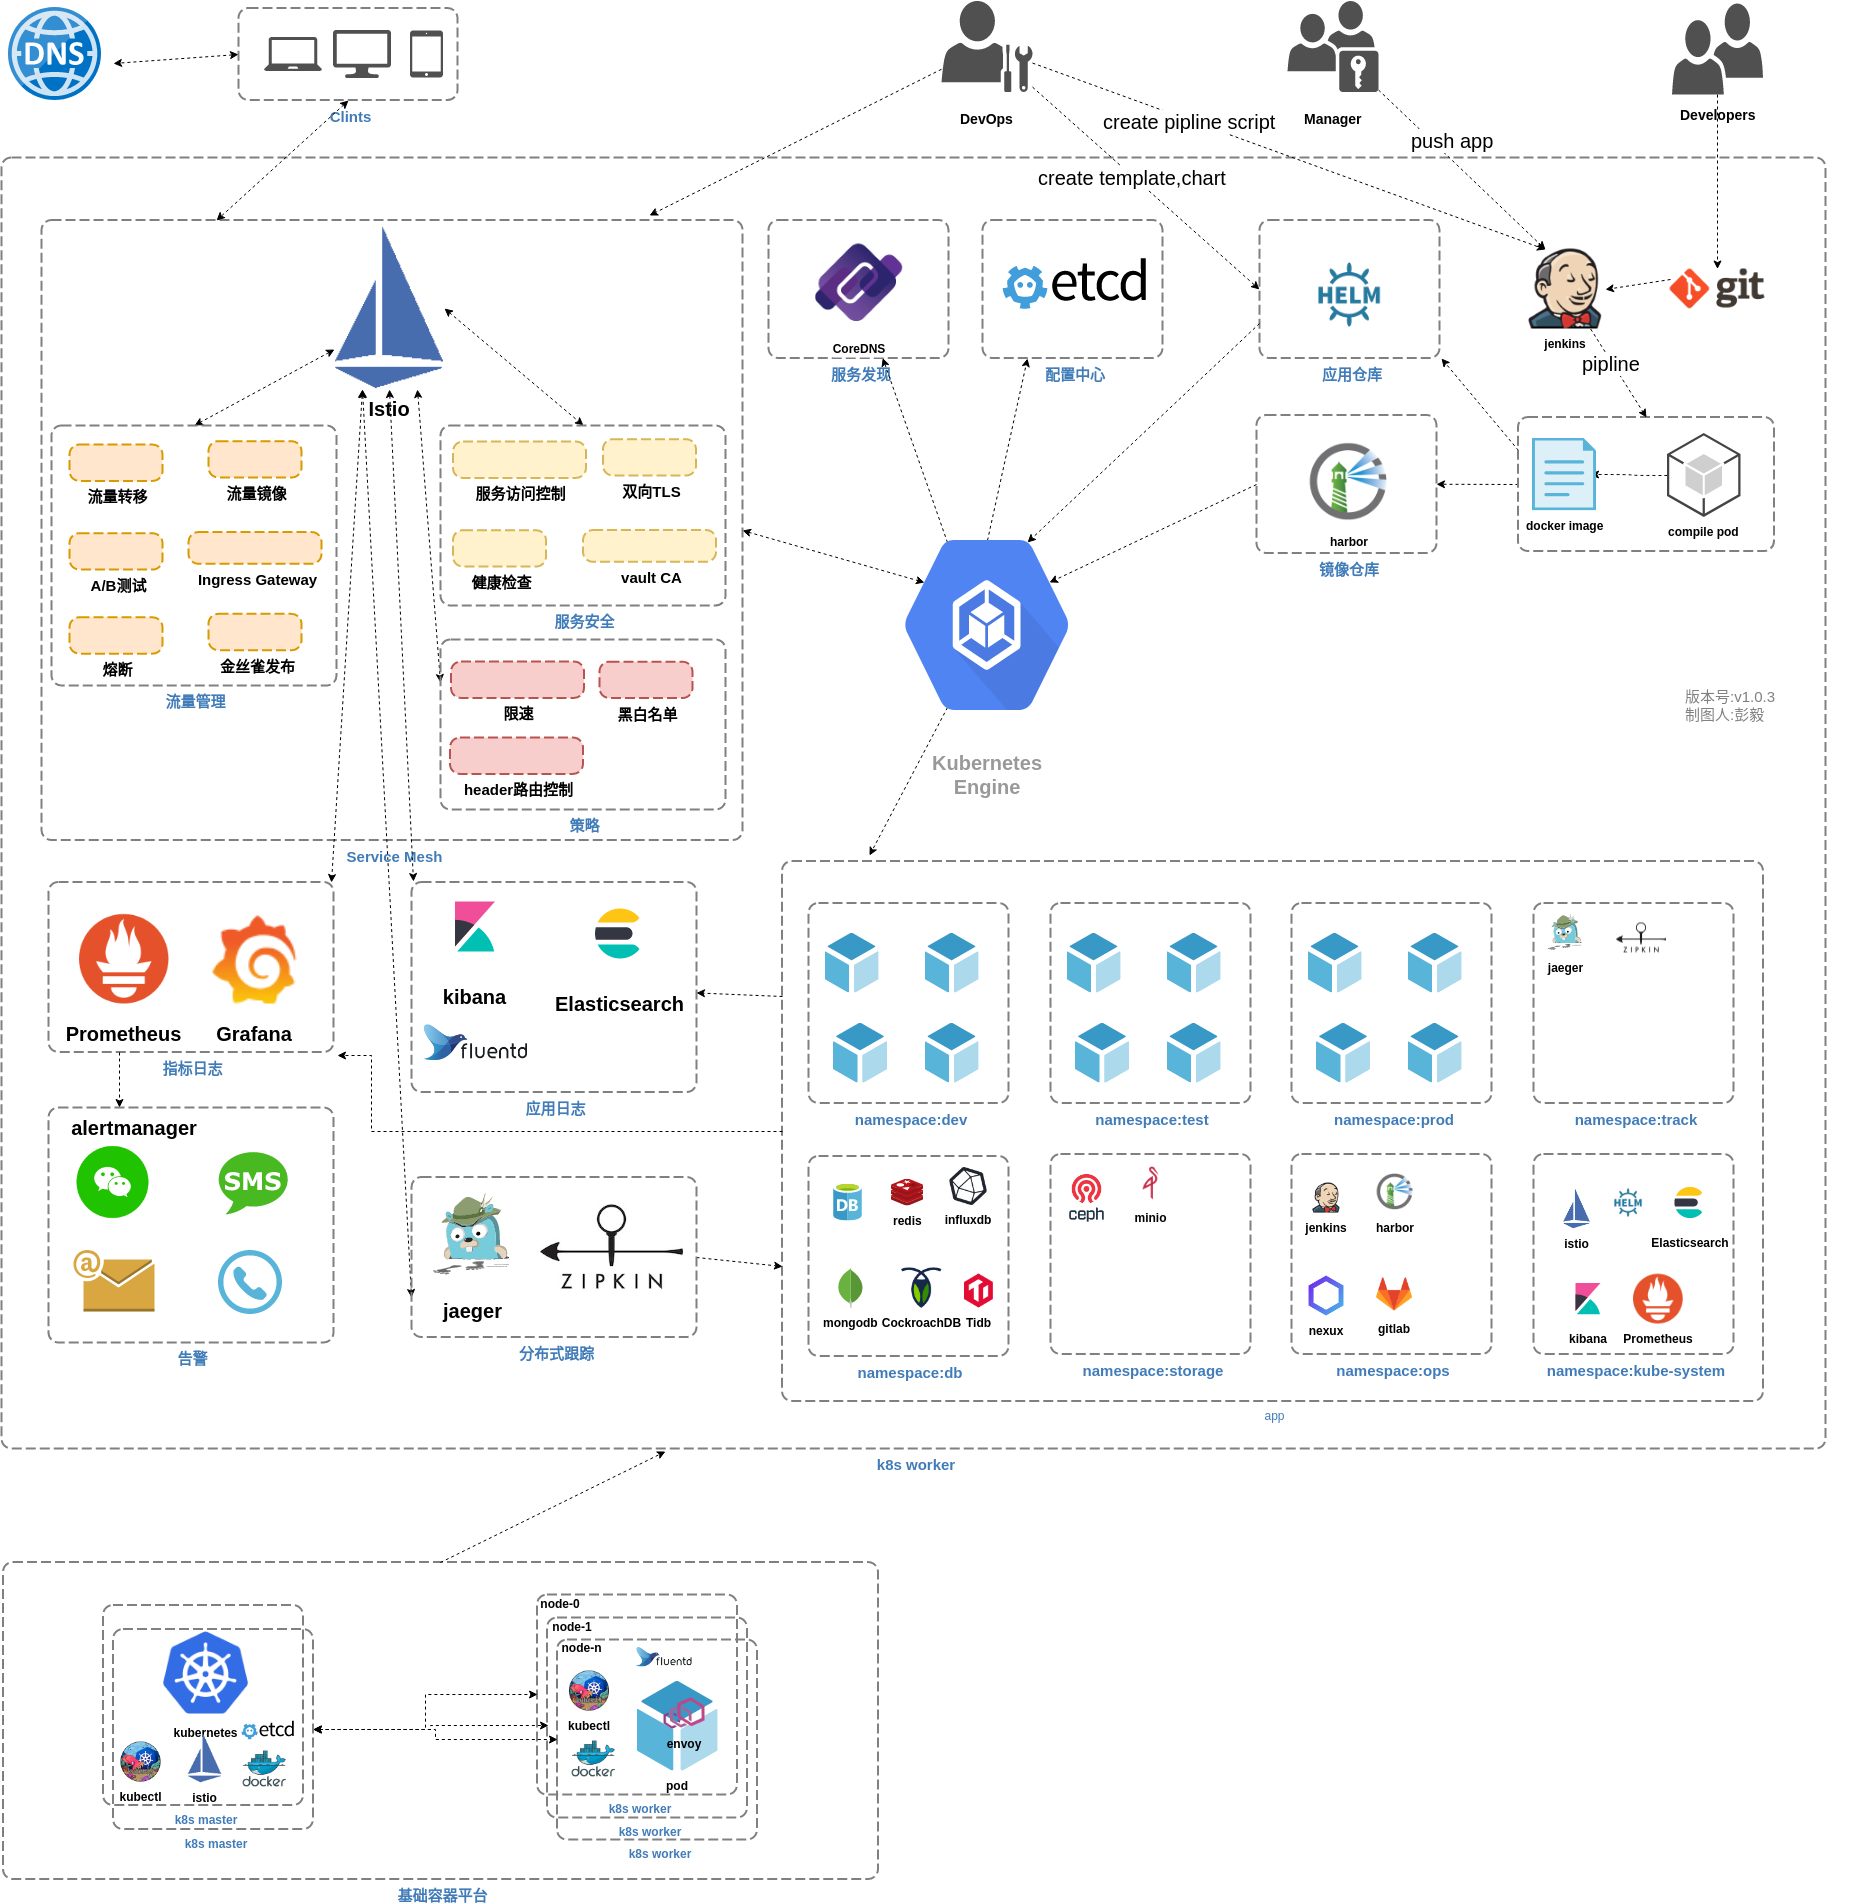 DNS
Clints
DevOps
Manager
Developers
create pipline script
push app
create template,chart
Istio
CoreDNS
服务发现
etcd
配置中心
HELM
应用仓库
jenkins
git
pipline
流量转移
流量镜像
A/B测试
Ingress Gateway
熔断
金丝雀发布
流量管理
服务访问控制
双向TLS
健康检查
vault CA
服务安全
限速
黑白名单
header路由控制
策略
Service Mesh
harbor
镜像仓库
docker image
compile pod
Kubernetes
Engine
版本号:v1.0.3
制图人:彭毅
Prometheus
Grafana
指标日志
kibana
Elasticsearch
fluentd
应用日志
alertmanager
SMS
@
告警
jaeger
ZIPKIN
分布式跟踪
namespace:dev
namespace:test
namespace:prod
jaeger
ZIPKIN
namespace:track
DB
redis
influxdb
mongodb
CockroachDB
Tidb
namespace:db
ceph
minio
namespace:storage
jenkins
harbor
nexux
gitlab
namespace:ops
istio
HELM
Elasticsearch
kibana
Prometheus
namespace:kube-system
app
k8s worker
kubernetes
etcd
kubectl
istio
docker
k8s master
k8s master
node-0
node-1
node-n
fluentd
kubectl
docker
envoy
pod
k8s worker
k8s worker
k8s worker
基础容器平台